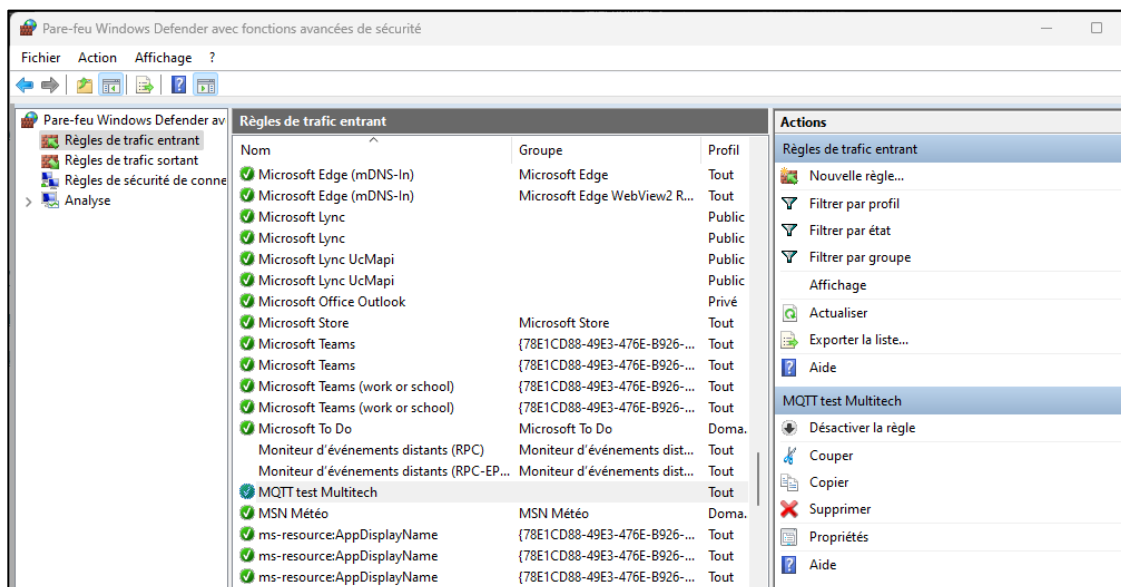 Pare-feu Windows Defender avec fonctions avancées de sécurité
Fichier Action Affichage ?
Pare-feu Windows Defender av
Règles de trafic entrant
Règles de trafic sortant
Règles de sécurité de conne
Analyse
Règles de trafic entrant
Nom Groupe Profil
Microsoft Edge (mDNS-In) Microsoft Edge Tout
Microsoft Edge (mDNS-In) Microsoft Edge WebView2 R... Tout
Microsoft Lync Public
Microsoft Lync Public
Microsoft Lync UcMapi Public
Microsoft Lync UcMapi Public
Microsoft Office Outlook Privé
Microsoft Store Microsoft Store Tout
Microsoft Teams {78E1CD88-49E3-476E-B926-... Tout
Microsoft Teams {78E1CD88-49E3-476E-B926-... Tout
Microsoft Teams (work or school) {78E1CD88-49E3-476E-B926-... Tout
Microsoft Teams (work or school) {78E1CD88-49E3-476E-B926-... Tout
Microsoft To Do Microsoft To Do Doma.
Moniteur d'événements distants (RPC) Moniteur d'événements dist... Tout
Moniteur d'événements distants (RPC-EP... Moniteur d'événements dist... Tout
MQTT test Multitech Tout
MSN Météo MSN Météo Doma.
ms-resource:AppDisplayName {78E1CD88-49E3-476E-B926-... Tout
ms-resource:AppDisplayName {78E1CD88-49E3-476E-B926-... Tout
ms-resource:AppDisplayName {78E1CD88-49E3-476E-B926-... Tout
Actions
Règles de trafic entrant
Nouvelle règle...
Filtrer par profil
Filtrer par état
Filtrer par groupe
Affichage
Actualiser
Exporter la liste...
Aide
MQTT test Multitech
Désactiver la règle
Couper
Copier
Supprimer
Propriétés
Aide